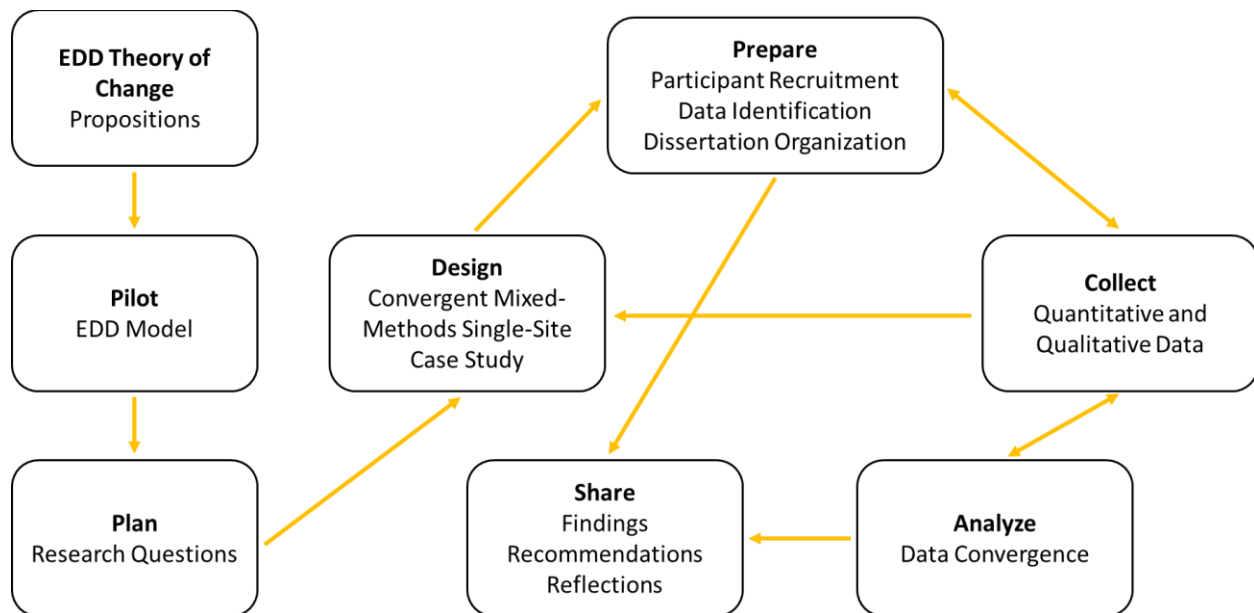 EDD Theory of
Change
Propositions
Pilot
EDD Model
Plan
Research Questions
Design
Convergent Mixed-
Methods Single-Site
Case Study
Prepare
Participant Recruitment
Data Identification
Dissertation Organization
Collect
Quantitative and
Qualitative Data
Analyze
Data Convergence
Share
Findings
Recommendations
Reflections